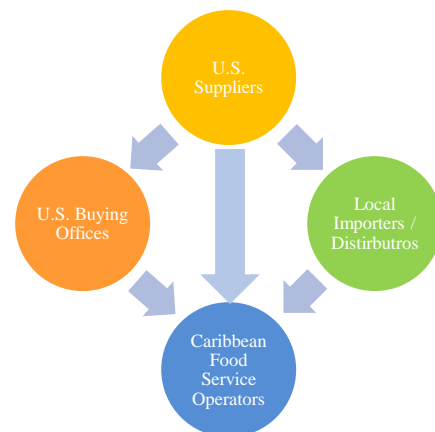 U.S.
Suppliers
U.S. Buying
Offices
Local
Importers /
Distirbutros
Caribbean
Food
Service
Operators